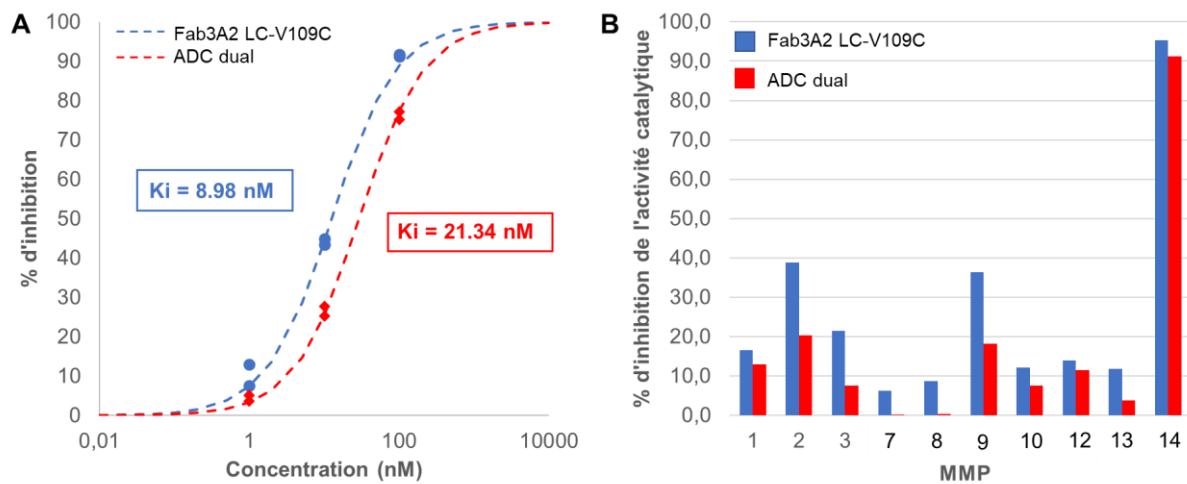 A
Fab3A2 LC-V109C
ADC dual
% d'inhibition
100
90
80
70
60
50
40
30
20
10
0
Ki = 8.98 nM
Ki = 21.34 nM
0,01
1
100
10000
Concentration (nM)
B
Fab3A2 LC-V109C
ADC dual
% d'inhibition de l'activité catalytique
100,0
90,0
80,0
70,0
60,0
50,0
40,0
30,0
20,0
10,0
0,0
1 2 3 7 8 9 10 12 13 14
MMP